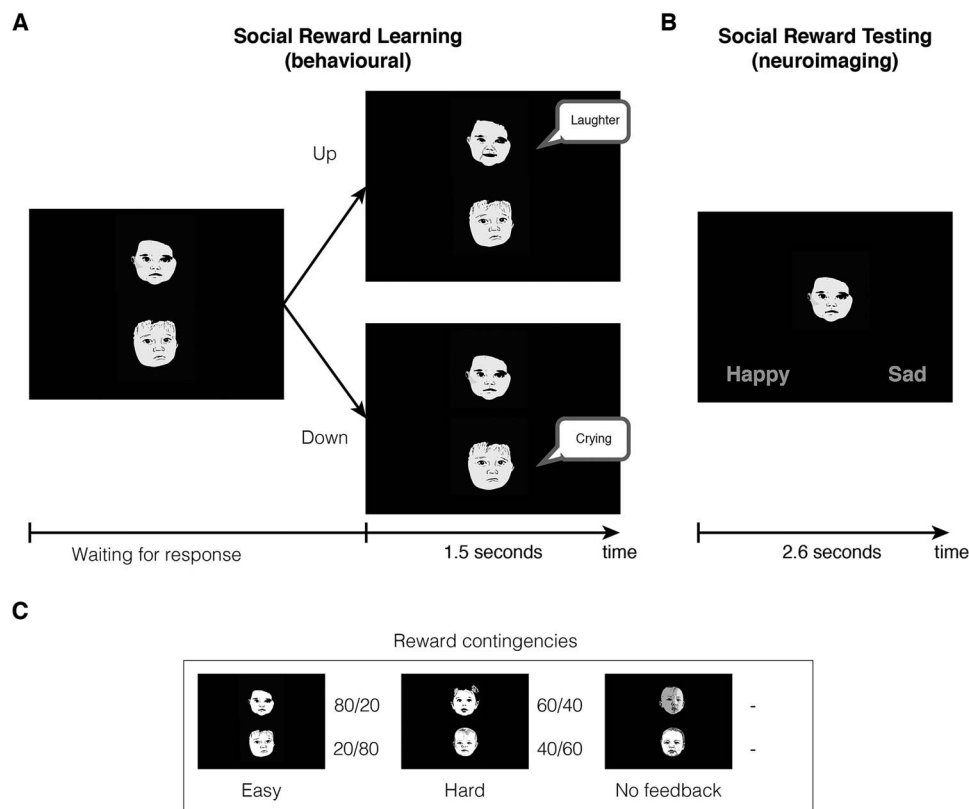 A
Social Reward Learning
(behavioural)
Up
Laughter
Down
Crying
Waiting for response
1.5 seconds
time
B
Social Reward Testing
(neuroimaging)
Happy
Sad
2.6 seconds
time
C
Reward contingencies
80/20
20/80
Easy
60/40
40/60
Hard
-
-
No feedback